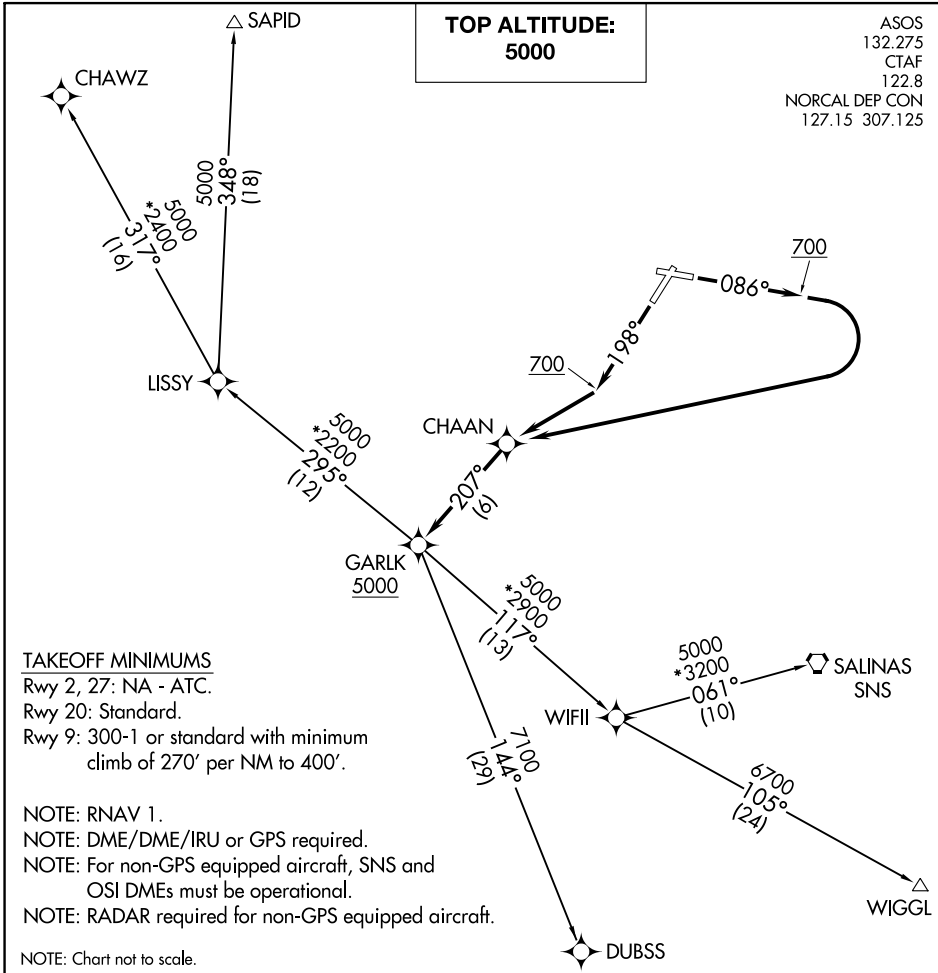 SAPID
TOP ALTITUDE:
5000
ASOS
132.275
CTAF
122.8
NORCAL DEP CON
127.15 307.125
CHAWZ
5000
348°
(18)
5000
*2400
317°
(16)
700
086°
198°
700
LISSY
CHAAN
5000
*2200
295°
(12)
207°
(6)
GARLK
5000
5000
*2900
117°
(13)
5000
*3200
061°
(10)
SALINAS
SNS
WIFII
7100
144°
(29)
6700
105°
(24)
WIGGL
DUBSS
TAKEOFF MINIMUMS
Rwy 2, 27: NA - ATC.
Rwy 20: Standard.
Rwy 9: 300-1 or standard with minimum
climb of 270' per NM to 400'.
NOTE: RNAV 1.
NOTE: DME/DME/IRU or GPS required.
NOTE: For non-GPS equipped aircraft, SNS and
OSI DMEs must be operational.
NOTE: RADAR required for non-GPS equipped aircraft.
NOTE: Chart not to scale.